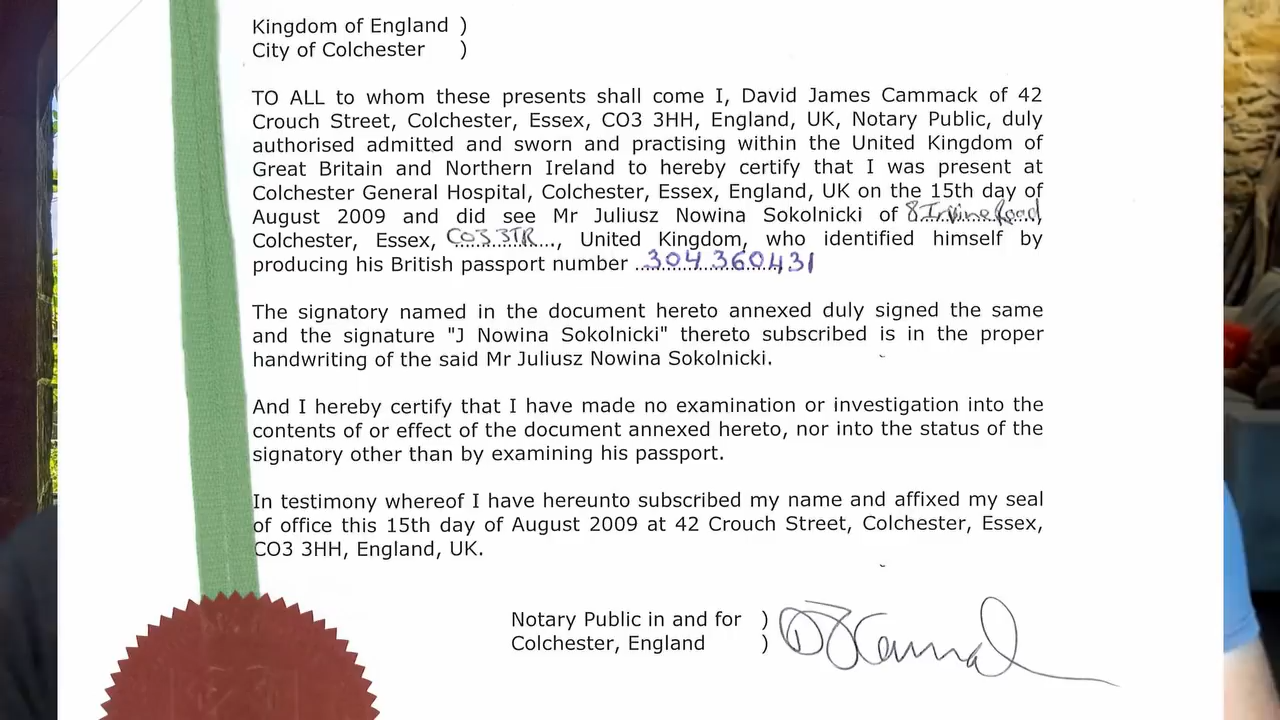 Kingdom of England )
City of Colchester )
TO ALL to whom these presents shall come I, David James Cammack of 42
Crouch Street, Colchester, Essex, CO3 3HH, England, UK, Notary Public, duly
authorised admitted and sworn and practising within the United Kingdom of
Great Britain and Northern Ireland to hereby certify that I was present at
Colchester General Hospital, Colchester, Essex, England, UK on the 15th day of
August 2009 and did see Mr Juliusz Nowina Sokolnicki of 8 Irvine Road,
Colchester, Essex, CO3 3TR..., United Kingdom, who identified himself by
producing his British passport number ..304360431
The signatory named in the document hereto annexed duly signed the same
and the signature "J Nowina Sokolnicki" thereto subscribed is in the proper
handwriting of the said Mr Juliusz Nowina Sokolnicki.
And I hereby certify that I have made no examination or investigation into the
contents of or effect of the document annexed hereto, nor into the status of the
signatory other than by examining his passport.
In testimony whereof I have hereunto subscribed my name and affixed my seal
of office this 15th day of August 2009 at 42 Crouch Street, Colchester, Essex,
CO3 3HH, England, UK.
Notary Public in and for )
Colchester, England )
DJCammack